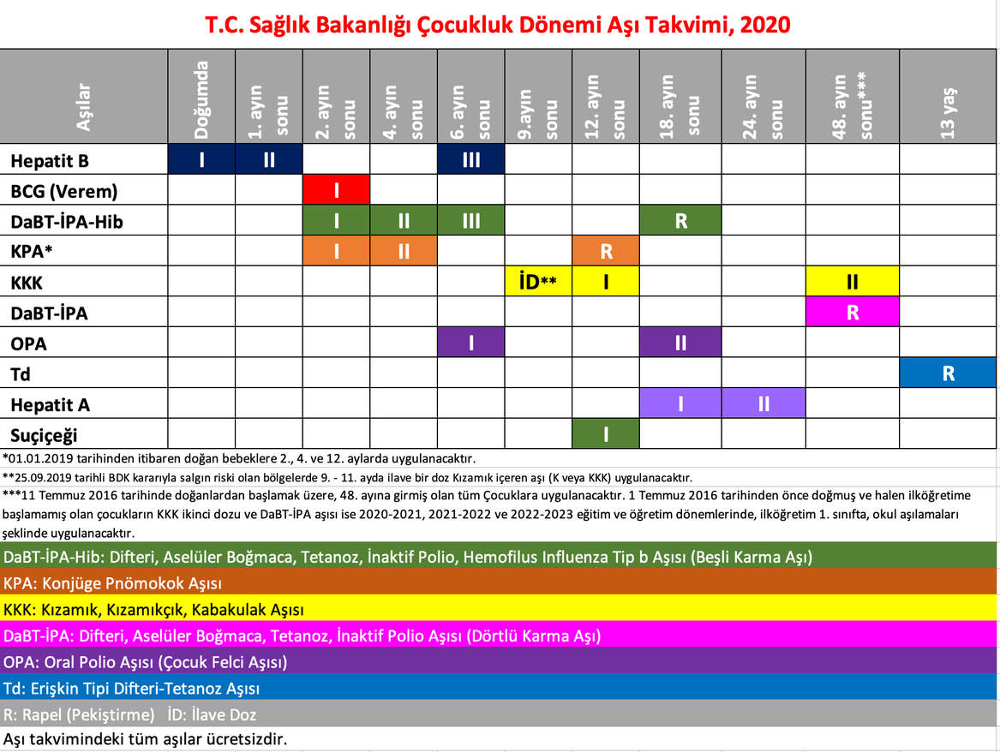 T.C. Sağlık Bakanlığı Çocukluk Dönemi Aşı Takvimi, 2020
Aşılar Doğumda 1. ayın sonu 2. ayın sonu 4. ayın sonu 6. ayın sonu 9.ayın sonu 12. ayın sonu 18. ayın sonu 24. ayın sonu 48. ayın sonu*** 13 yaş
Hepatit B I II III
BCG (Verem) I
DaBT-İPA-Hib I II III R
KPA* I II R
KKK İD** I II
DaBT-İPA R
OPA I II
Td R
Hepatit A I II
Suçiçeği I
*01.01.2019 tarihinden itibaren doğan bebeklere 2., 4. ve 12. aylarda uygulanacaktır.
**25.09.2019 tarihli BDK kararıyla salgın riski olan bölgelerde 9. - 11. ayda ilave bir doz Kızamık içeren aşı (K veya KKK) uygulanacaktır.
***11 Temmuz 2016 tarihinde doğanlardan başlamak üzere, 48. ayına girmiş olan tüm Çocuklara uygulanacaktır. 1 Temmuz 2016 tarihinden önce doğmuş ve halen ilköğretime
başlamamış olan çocukların KKK ikinci dozu ve DaBT-İPA aşısı ise 2020-2021, 2021-2022 ve 2022-2023 eğitim ve öğretim dönemlerinde, ilköğretim 1. sınıfta, okul aşılamaları
şeklinde uygulanacaktır.
DaBT-İPA-Hib: Difteri, Aselüler Boğmaca, Tetanoz, İnaktif Polio, Hemofilus Influenza Tip b Aşısı (Beşli Karma Aşı)
KPA: Konjüge Pnömokok Aşısı
KKK: Kızamık, Kızamıkçık, Kabakulak Aşısı
DaBT-İPA: Difteri, Aselüler Boğmaca, Tetanoz, İnaktif Polio Aşısı (Dörtlü Karma Aşı)
OPA: Oral Polio Aşısı (Çocuk Felci Aşısı)
Td: Erişkin Tipi Difteri-Tetanoz Aşısı
R: Rapel (Pekiştirme) İD: İlave Doz
Aşı takvimindeki tüm aşılar ücretsizdir.